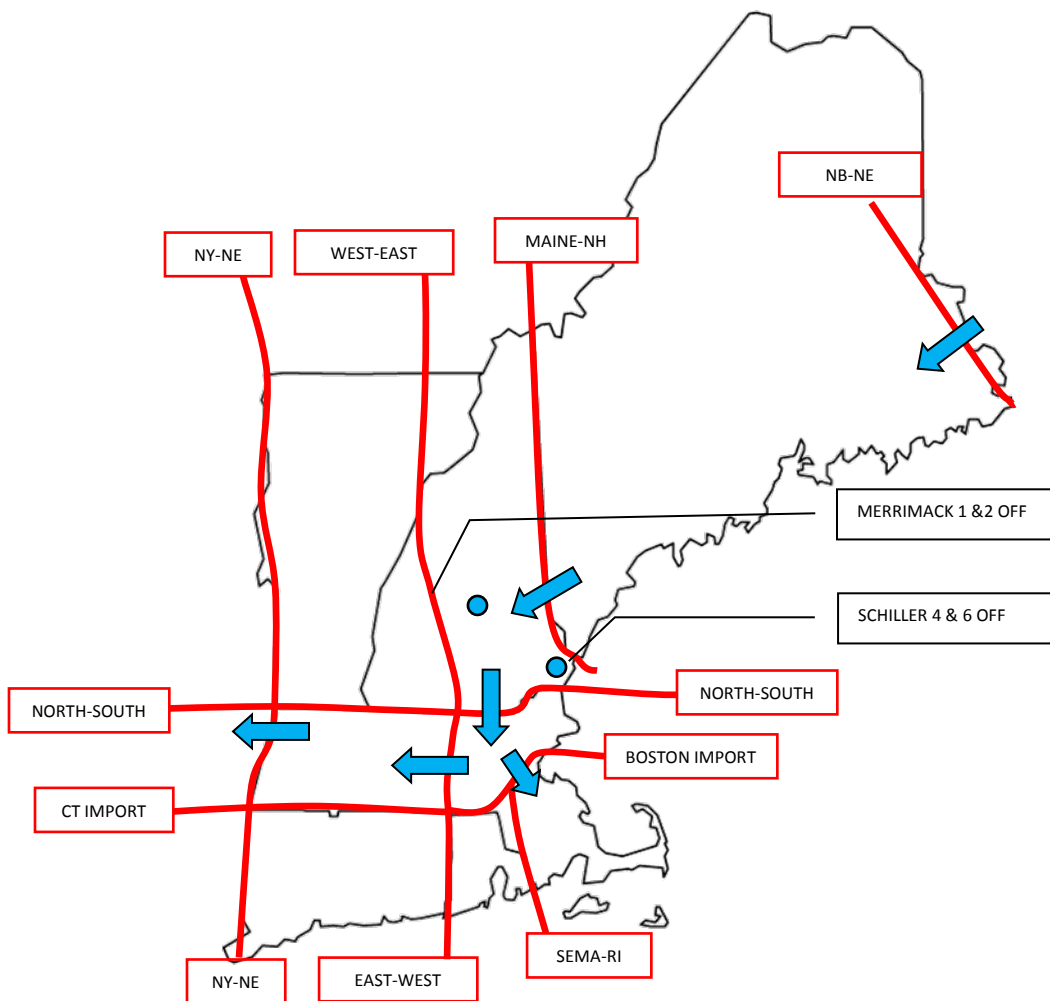 NB-NE
MAINE-NH
WEST-EAST
NY-NE
MERRIMACK 1 &2 OFF
SCHILLER 4 & 6 OFF
NORTH-SOUTH
NORTH-SOUTH
BOSTON IMPORT
CT IMPORT
SEMA-RI
NY-NE
EAST-WEST